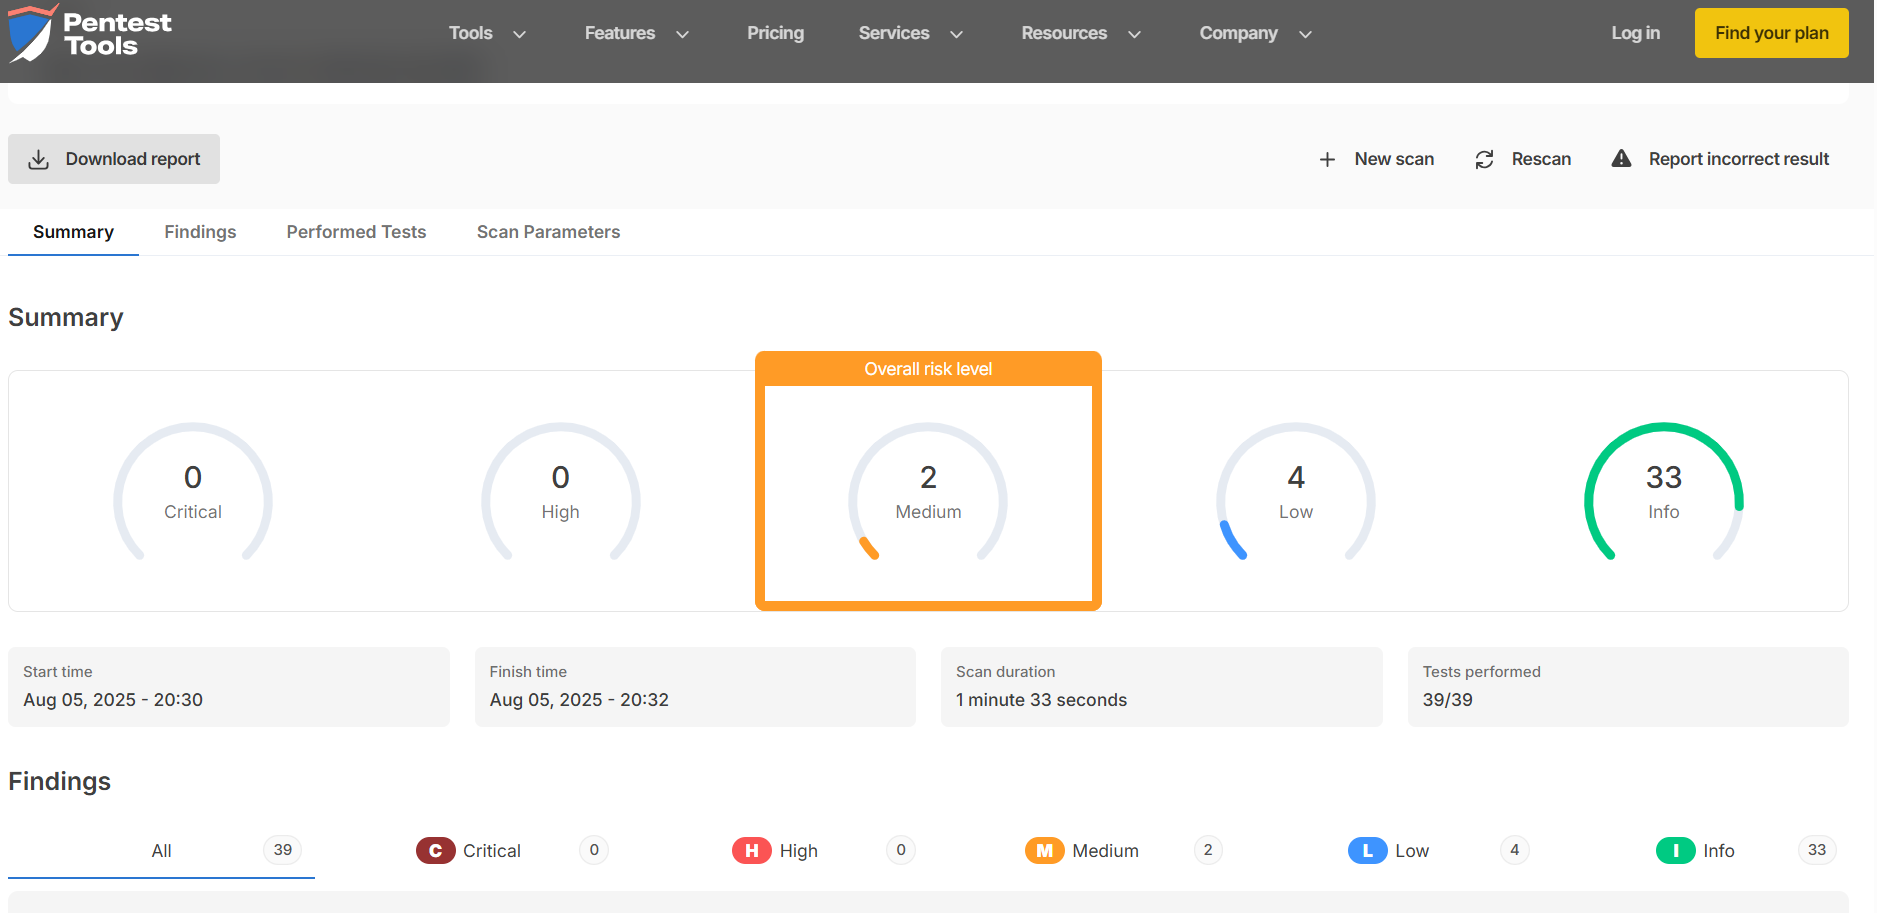 Pentest
Tools
Tools
Features
Pricing
Services
Resources
Company
Log in
Find your plan
Download report
New scan
Rescan
Report incorrect result
Summary
Findings
Performed Tests
Scan Parameters
Summary
Overall risk level
0
Critical
0
High
2
Medium
4
Low
33
Info
Start time
Aug 05, 2025 - 20:30
Finish time
Aug 05, 2025 - 20:32
Scan duration
1 minute 33 seconds
Tests performed
39/39
Findings
All 39
C Critical 0
H High 0
M Medium 2
L Low 4
I Info 33